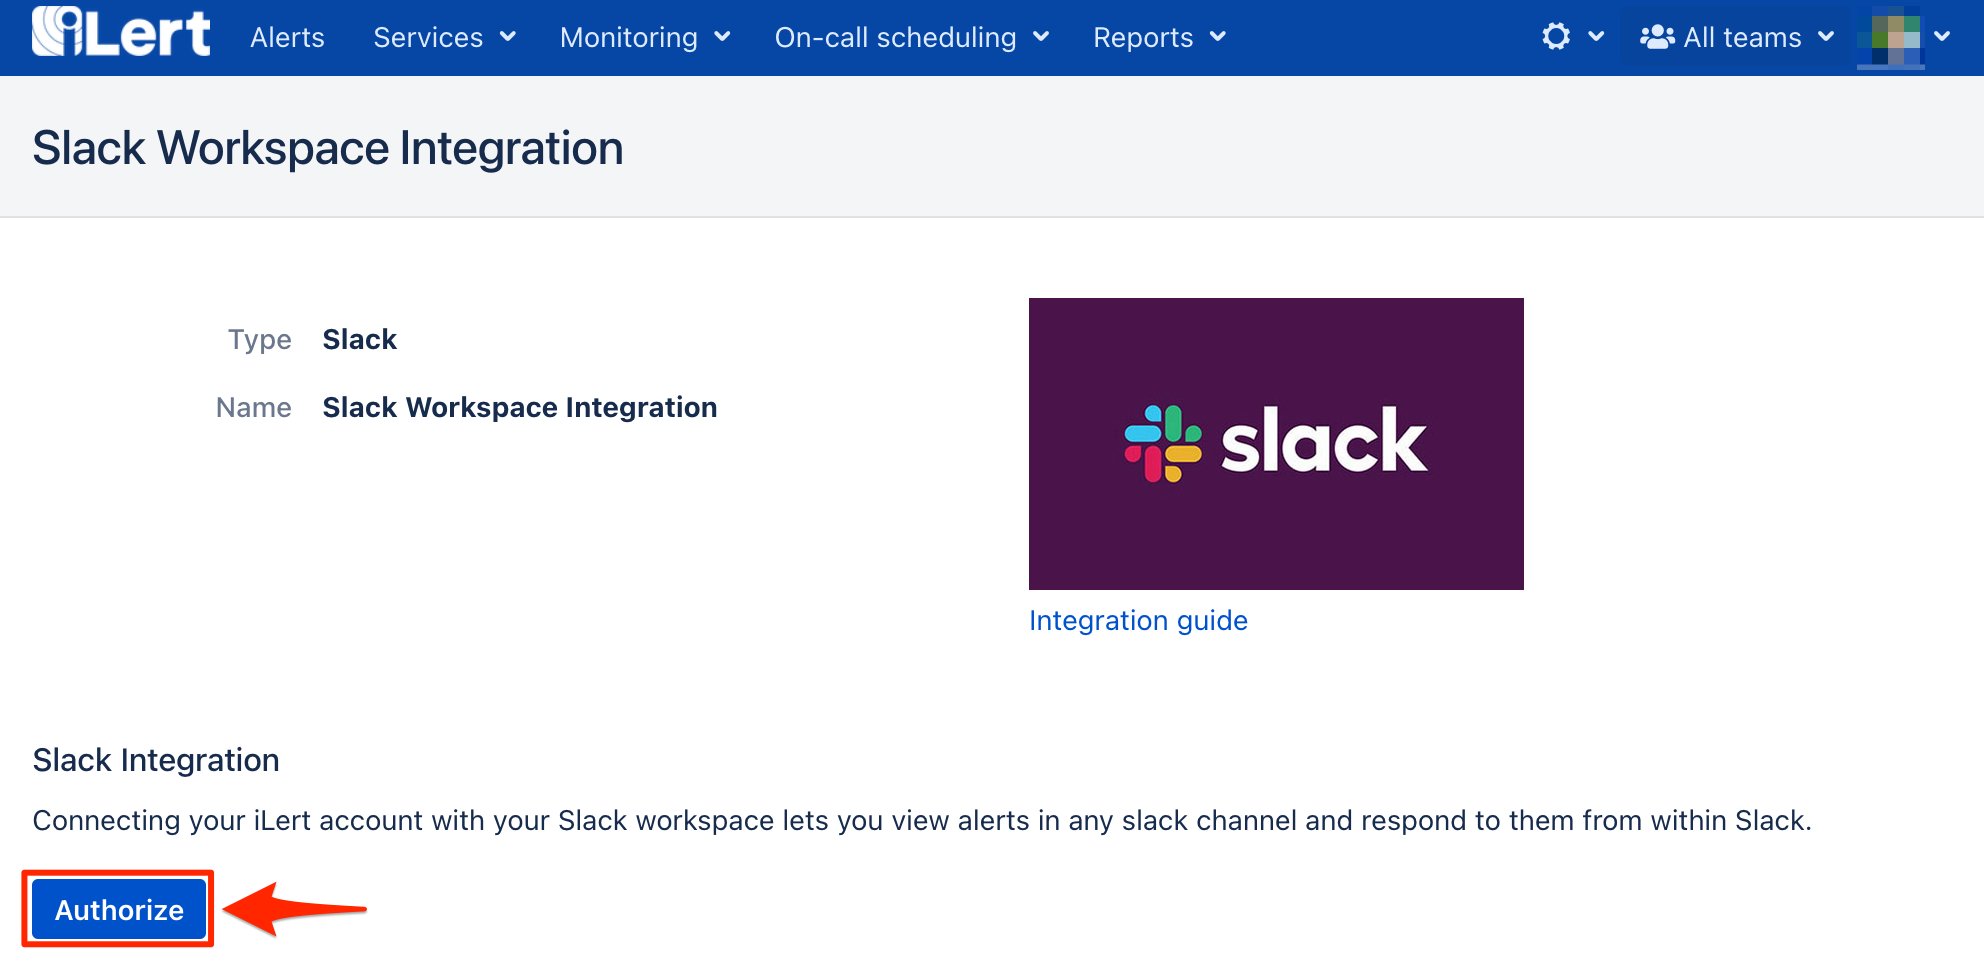 iLert Alerts Services Monitoring On-call scheduling Reports All teams
Slack Workspace Integration
Type Slack
Name Slack Workspace Integration
slack
Integration guide
Slack Integration
Connecting your iLert account with your Slack workspace lets you view alerts in any slack channel and respond to them from within Slack.
Authorize